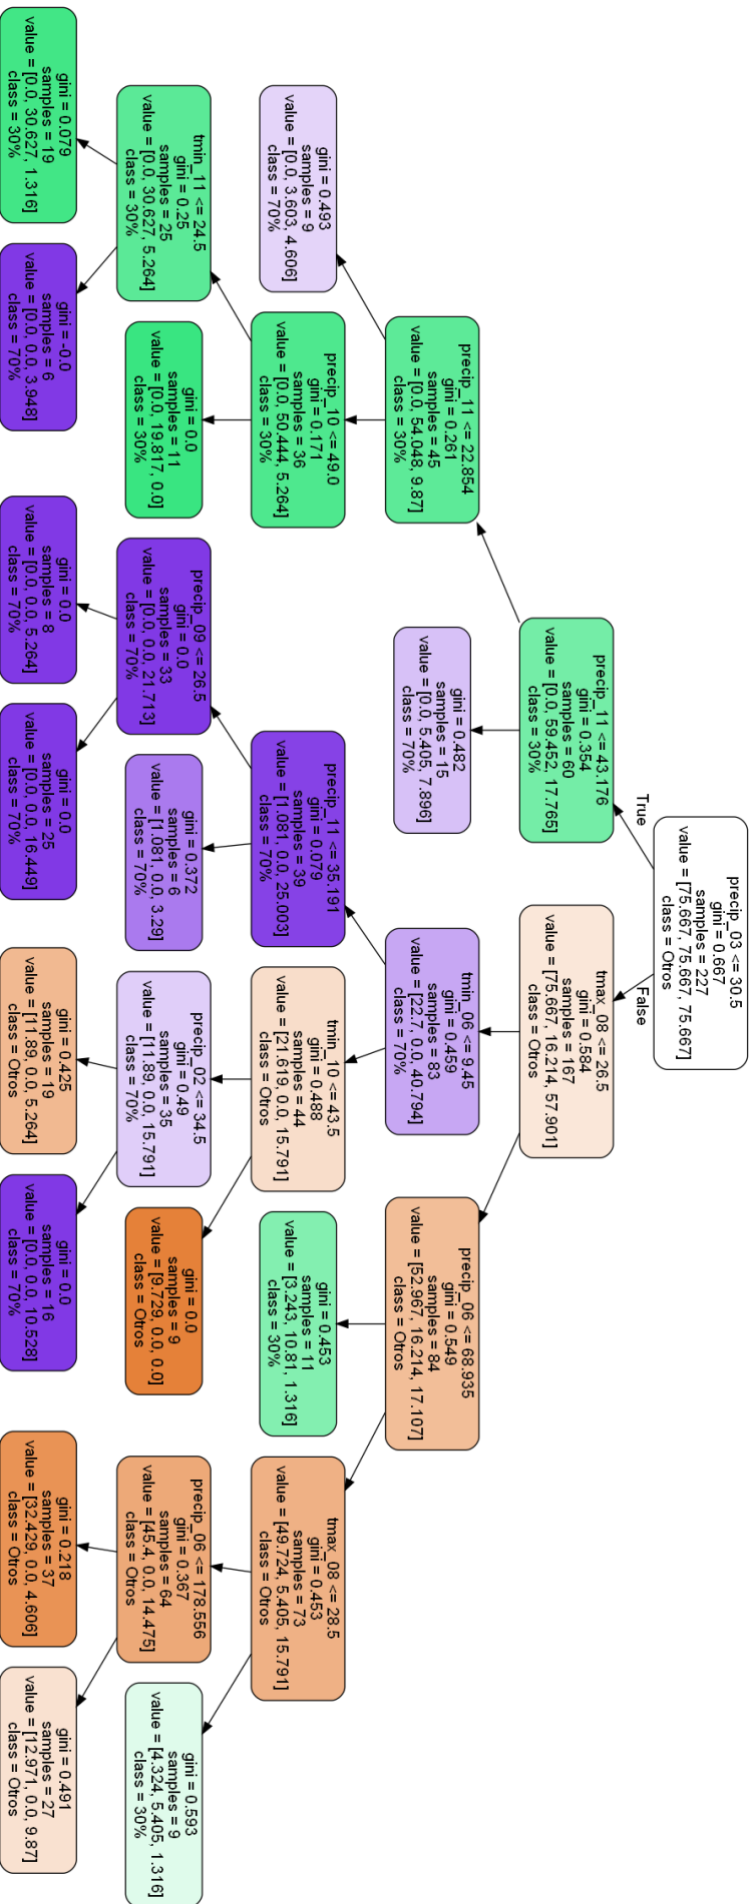 precip_03 <= 30.5
gini = 0.667
samples = 227
value = [75.667, 75.667, 75.667]
class = Otros
True
False
precip_11 <= 43.176
gini = 0.354
samples = 60
value = [0.0, 59.452, 17.765]
class = 30%
tmax_08 <= 26.5
gini = 0.584
samples = 167
value = [75.667, 16.214, 57.901]
class = Otros
precip_11 <= 22.854
gini = 0.261
samples = 45
value = [0.0, 54.048, 9.87]
class = 30%
gini = 0.482
samples = 15
value = [0.0, 5.405, 7.896]
class = 70%
tmin_06 <= 9.45
gini = 0.459
samples = 83
value = [22.7, 0.0, 40.794]
class = 70%
precip_06 <= 68.935
gini = 0.549
samples = 84
value = [52.967, 16.214, 17.107]
class = Otros
gini = 0.493
samples = 9
value = [0.0, 3.603, 4.606]
class = 70%
precip_10 <= 49.0
gini = 0.171
samples = 36
value = [0.0, 50.444, 5.264]
class = 30%
precip_11 <= 35.191
gini = 0.079
samples = 39
value = [1.081, 0.0, 25.003]
class = 70%
tmin_10 <= 43.5
gini = 0.488
samples = 44
value = [21.619, 0.0, 15.791]
class = Otros
gini = 0.453
samples = 11
value = [3.243, 10.81, 1.316]
class = 30%
tmax_08 <= 28.5
gini = 0.453
samples = 73
value = [49.724, 5.405, 15.791]
class = Otros
tmin_11 <= 24.5
gini = 0.25
samples = 25
value = [0.0, 30.627, 5.264]
class = 30%
gini = 0.0
samples = 11
value = [0.0, 19.817, 0.0]
class = 30%
precip_09 <= 26.5
gini = 0.0
samples = 33
value = [0.0, 0.0, 21.713]
class = 70%
gini = 0.372
samples = 6
value = [1.081, 0.0, 3.29]
class = 70%
precip_02 <= 34.5
gini = 0.49
samples = 35
value = [11.89, 0.0, 15.791]
class = 70%
gini = 0.0
samples = 9
value = [9.729, 0.0, 0.0]
class = Otros
precip_06 <= 178.556
gini = 0.367
samples = 64
value = [45.4, 0.0, 14.475]
class = Otros
gini = 0.593
samples = 9
value = [4.324, 5.405, 1.316]
class = 30%
gini = 0.079
samples = 19
value = [0.0, 30.627, 1.316]
class = 30%
gini = -0.0
samples = 6
value = [0.0, 0.0, 3.948]
class = 70%
gini = 0.0
samples = 8
value = [0.0, 0.0, 5.264]
class = 70%
gini = 0.0
samples = 25
value = [0.0, 0.0, 16.449]
class = 70%
gini = 0.425
samples = 19
value = [11.89, 0.0, 5.264]
class = Otros
gini = 0.0
samples = 16
value = [0.0, 0.0, 10.528]
class = 70%
gini = 0.218
samples = 37
value = [32.429, 0.0, 4.606]
class = Otros
gini = 0.491
samples = 27
value = [12.971, 0.0, 9.87]
class = Otros